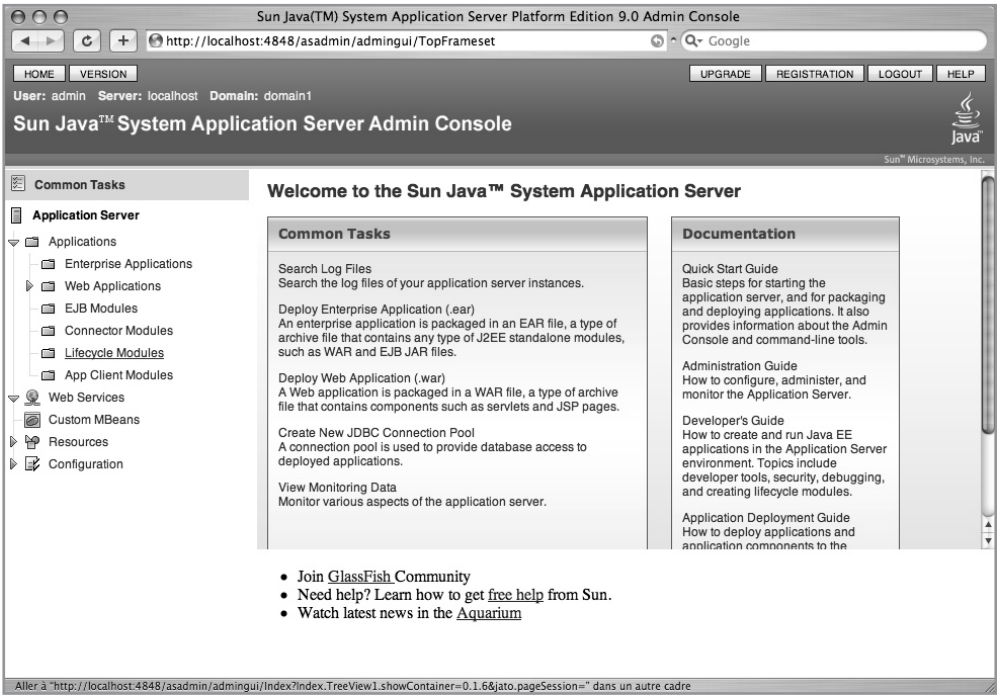 Sun Java(TM) System Application Server Platform Edition 9.0 Admin Console
http://localhost:4848/asadmin/admingui/TopFrameset
Google
HOME VERSION UPGRADE REGISTRATION LOGOUT HELP
User: admin Server: localhost Domain: domain1
Sun Java™ System Application Server Admin Console
Java™
Sun™ Microsystems, Inc.
Common Tasks
Application Server
Applications
Enterprise Applications
Web Applications
EJB Modules
Connector Modules
Lifecycle Modules
App Client Modules
Web Services
Custom MBeans
Resources
Configuration
Welcome to the Sun Java™ System Application Server
Common Tasks
Search Log Files
Search the log files of your application server instances.
Deploy Enterprise Application (.ear)
An enterprise application is packaged in an EAR file, a type of
archive file that contains any type of J2EE standalone modules,
such as WAR and EJB JAR files.
Deploy Web Application (.war)
A Web application is packaged in a WAR file, a type of archive
file that contains components such as servlets and JSP pages.
Create New JDBC Connection Pool
A connection pool is used to provide database access to
deployed applications.
View Monitoring Data
Monitor various aspects of the application server.
Documentation
Quick Start Guide
Basic steps for starting the
application server, and for packaging
and deploying applications. It also
provides information about the Admin
Console and command-line tools.
Administration Guide
How to configure, administer, and
monitor the Application Server.
Developer's Guide
How to create and run Java EE
applications in the Application Server
environment. Topics include
developer tools, security, debugging,
and creating lifecycle modules.
Application Deployment Guide
How to deploy applications and
application components to the
• Join GlassFish Community
• Need help? Learn how to get free help from Sun.
• Watch latest news in the Aquarium
Aller à "http://localhost:4848/asadmin/admingui/Index?Index.TreeView1.showContainer=0.1.6&jato.pageSession=" dans un autre cadre